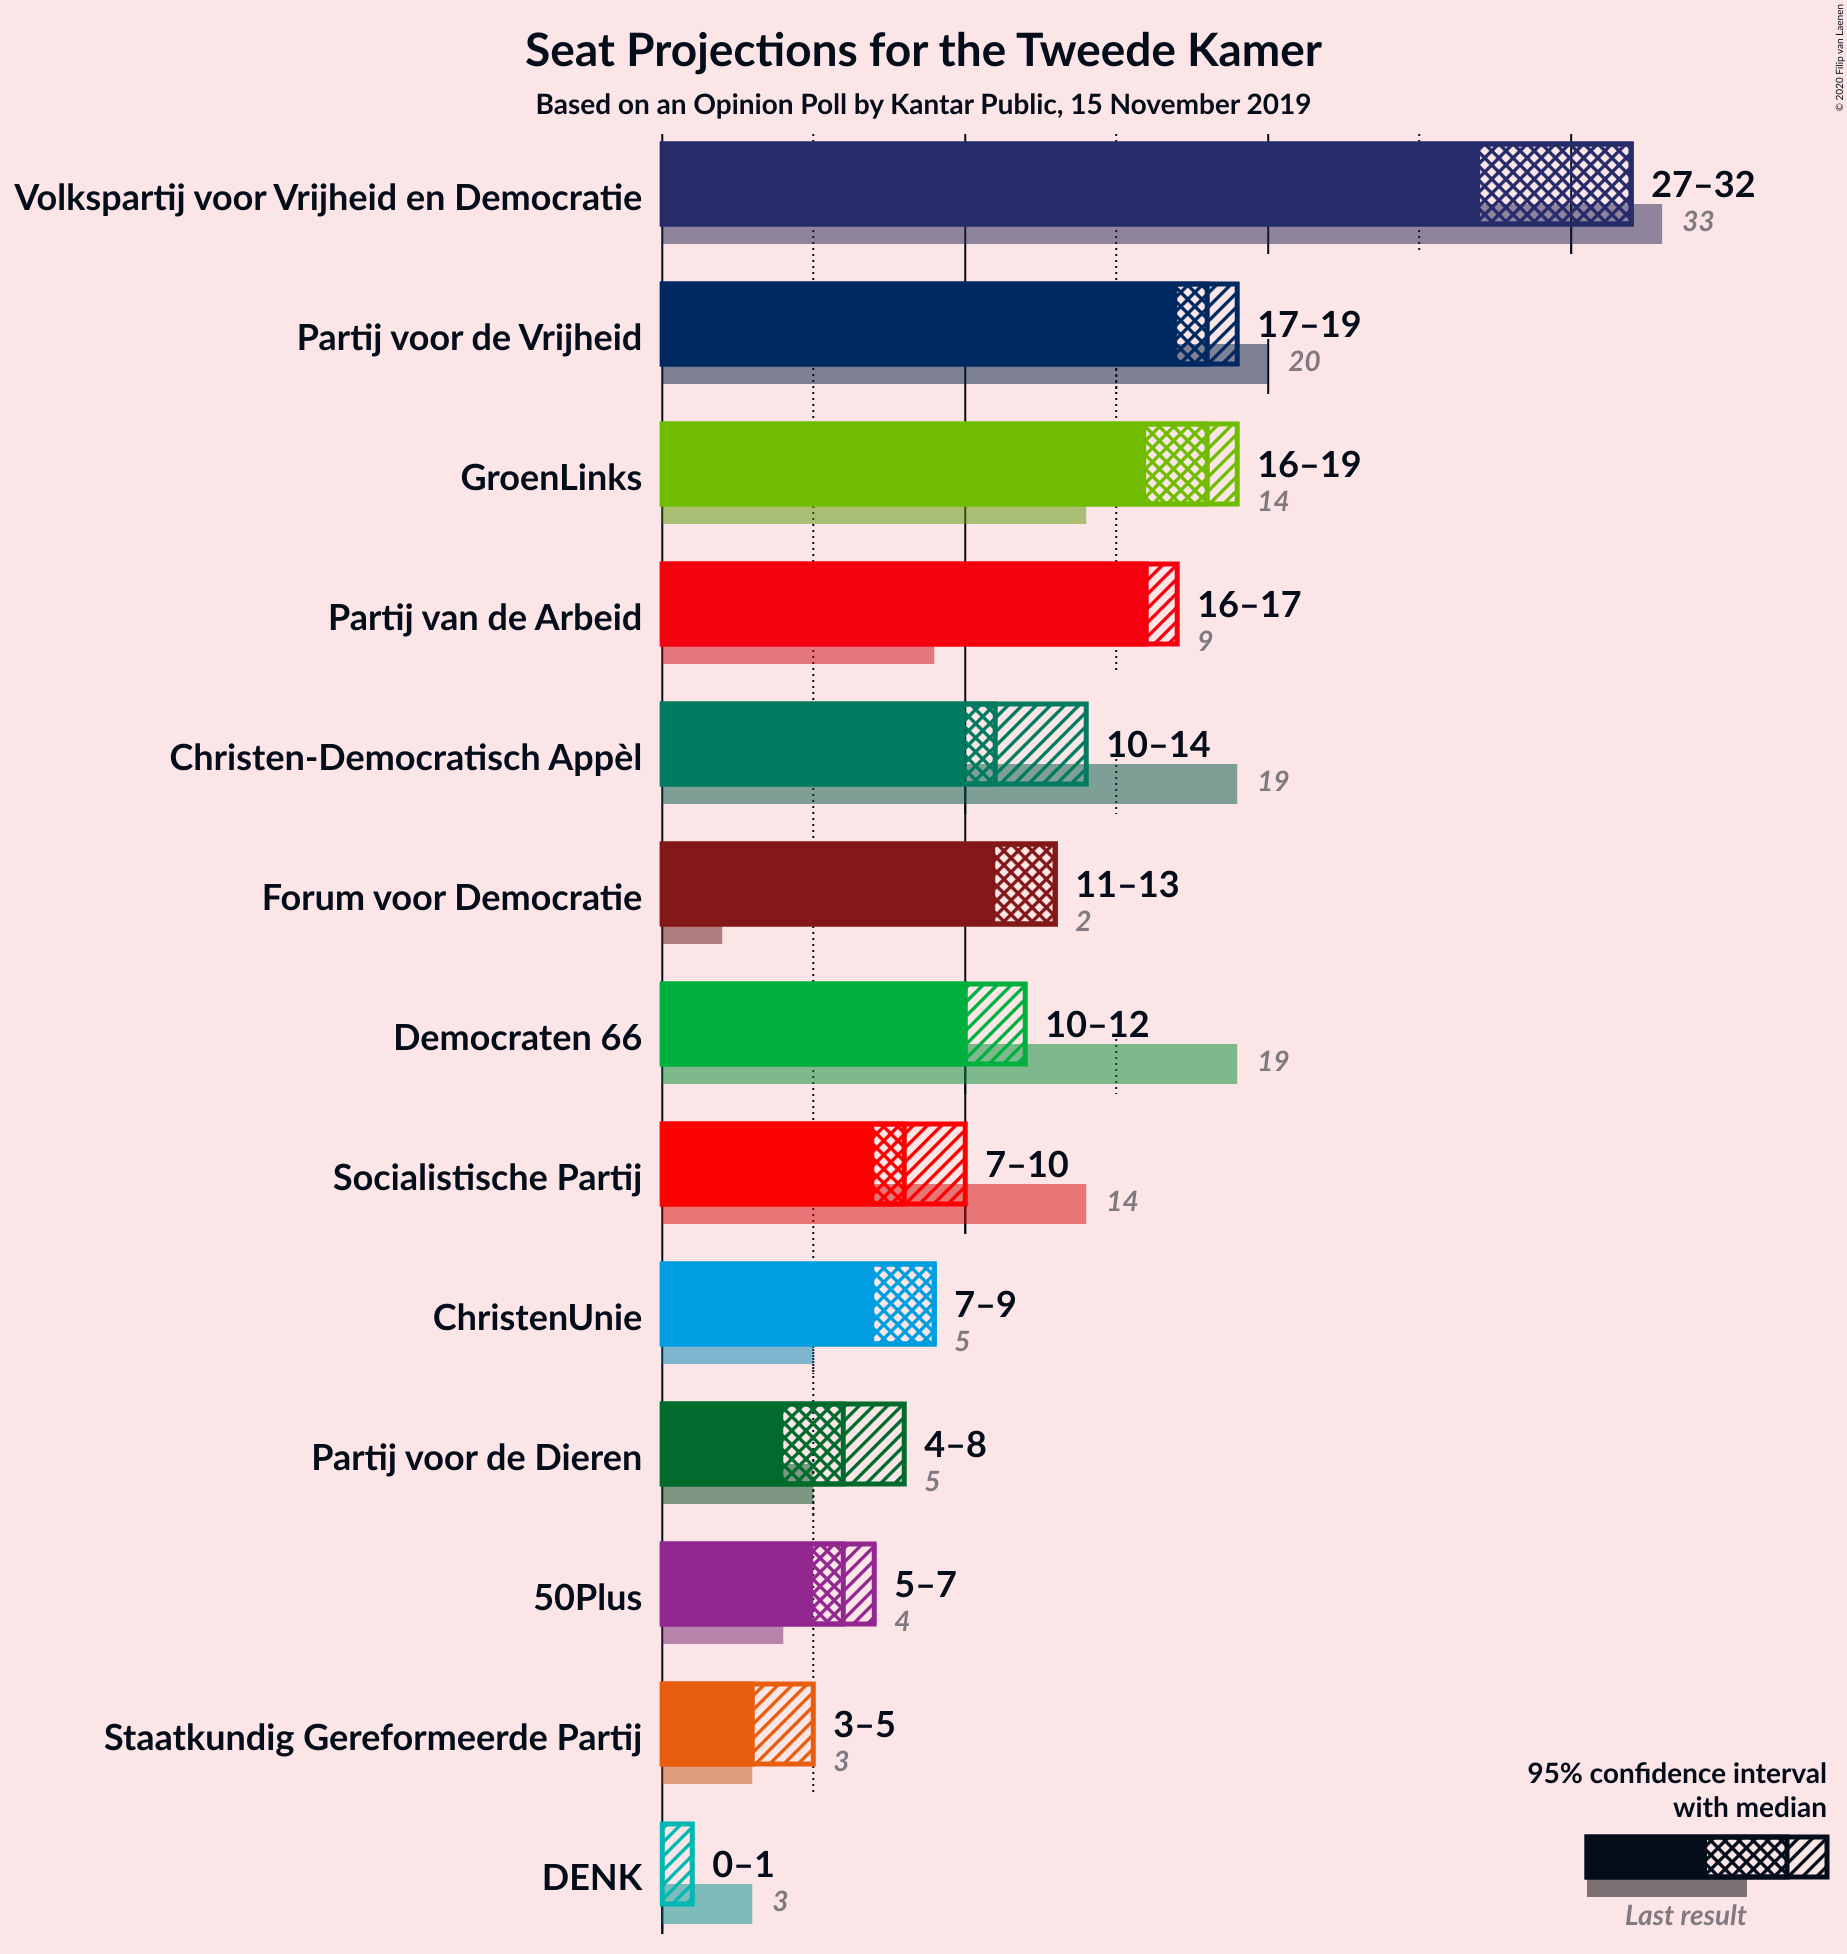 Seat Projections for the Tweede Kamer
Based on an Opinion Poll by Kantar Public, 15 November 2019
© 2020 Filip van Laenen
Volkspartij voor Vrijheid en Democratie
27–32
33
Partij voor de Vrijheid
17–19
20
GroenLinks
16–19
14
Partij van de Arbeid
16–17
9
Christen-Democratisch Appèl
10–14
19
Forum voor Democratie
11–13
2
Democraten 66
10–12
19
Socialistische Partij
7–10
14
ChristenUnie
7–9
5
Partij voor de Dieren
4–8
5
50Plus
5–7
4
Staatkundig Gereformeerde Partij
3–5
3
DENK
0–1
3
95% confidence interval
with median
Last result